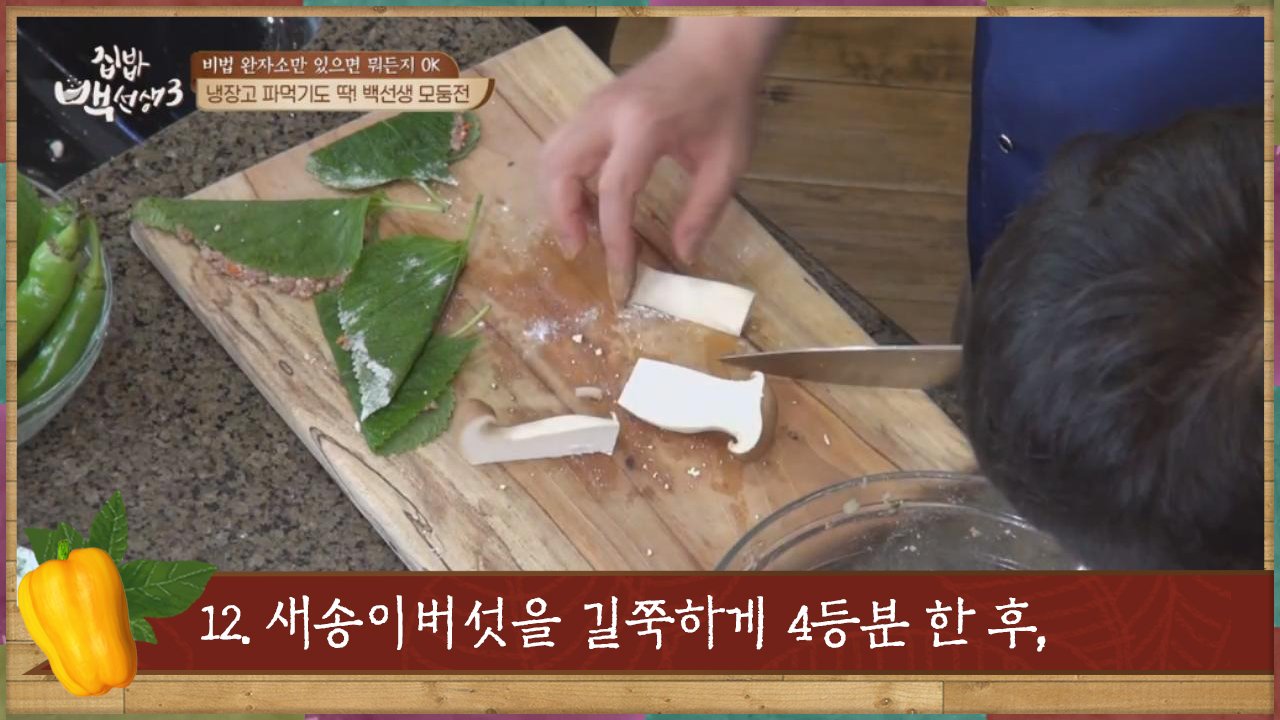 집밥
백선생3
비법 완자소만 있으면 뭐든지 OK
냉장고 파먹기도 딱! 백선생 모둠전
12. 새송이버섯을 길쭉하게 4등분 한 후,